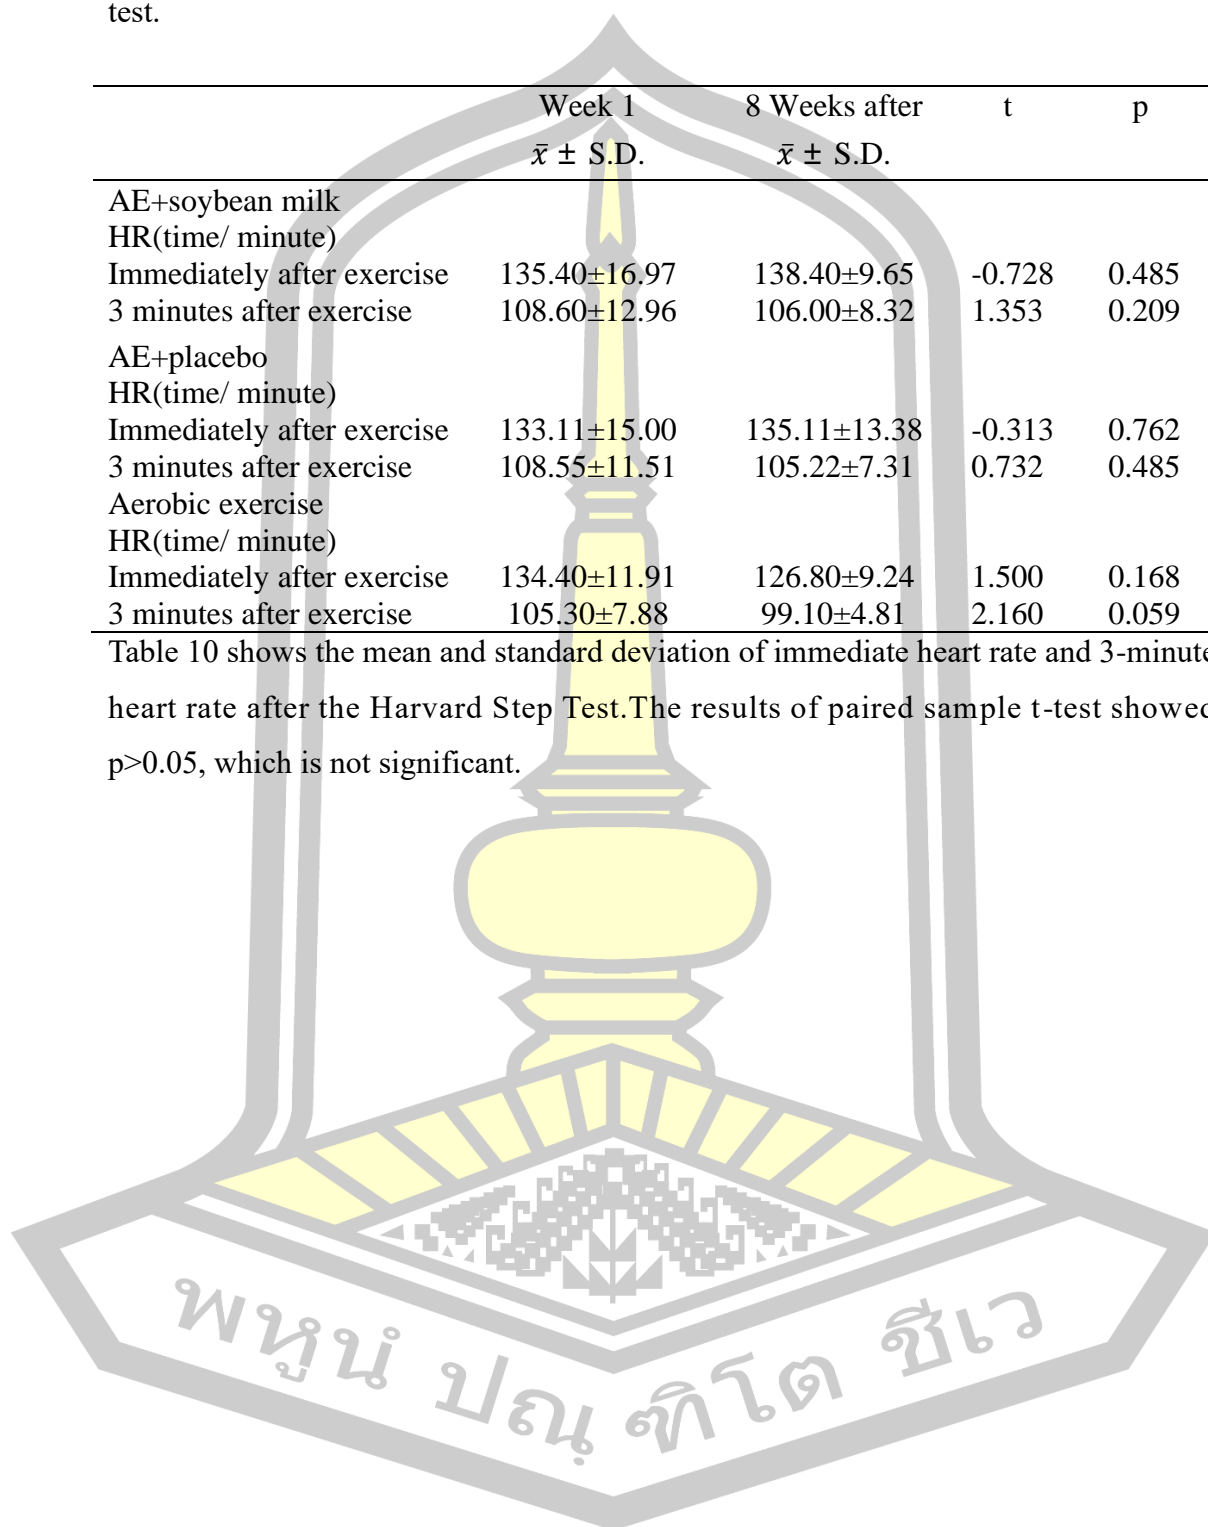 test.
Week 1 8 Weeks after t p
x̄ ± S.D. x̄ ± S.D.
AE+soybean milk
HR(time/ minute)
Immediately after exercise 135.40±16.97 138.40±9.65 -0.728 0.485
3 minutes after exercise 108.60±12.96 106.00±8.32 1.353 0.209
AE+placebo
HR(time/ minute)
Immediately after exercise 133.11±15.00 135.11±13.38 -0.313 0.762
3 minutes after exercise 108.55±11.51 105.22±7.31 0.732 0.485
Aerobic exercise
HR(time/ minute)
Immediately after exercise 134.40±11.91 126.80±9.24 1.500 0.168
3 minutes after exercise 105.30±7.88 99.10±4.81 2.160 0.059
Table 10 shows the mean and standard deviation of immediate heart rate and 3-minute
heart rate after the Harvard Step Test.The results of paired sample t-test showed
p>0.05, which is not significant.
พหูนํ ปณฺฑิโต ชีเว